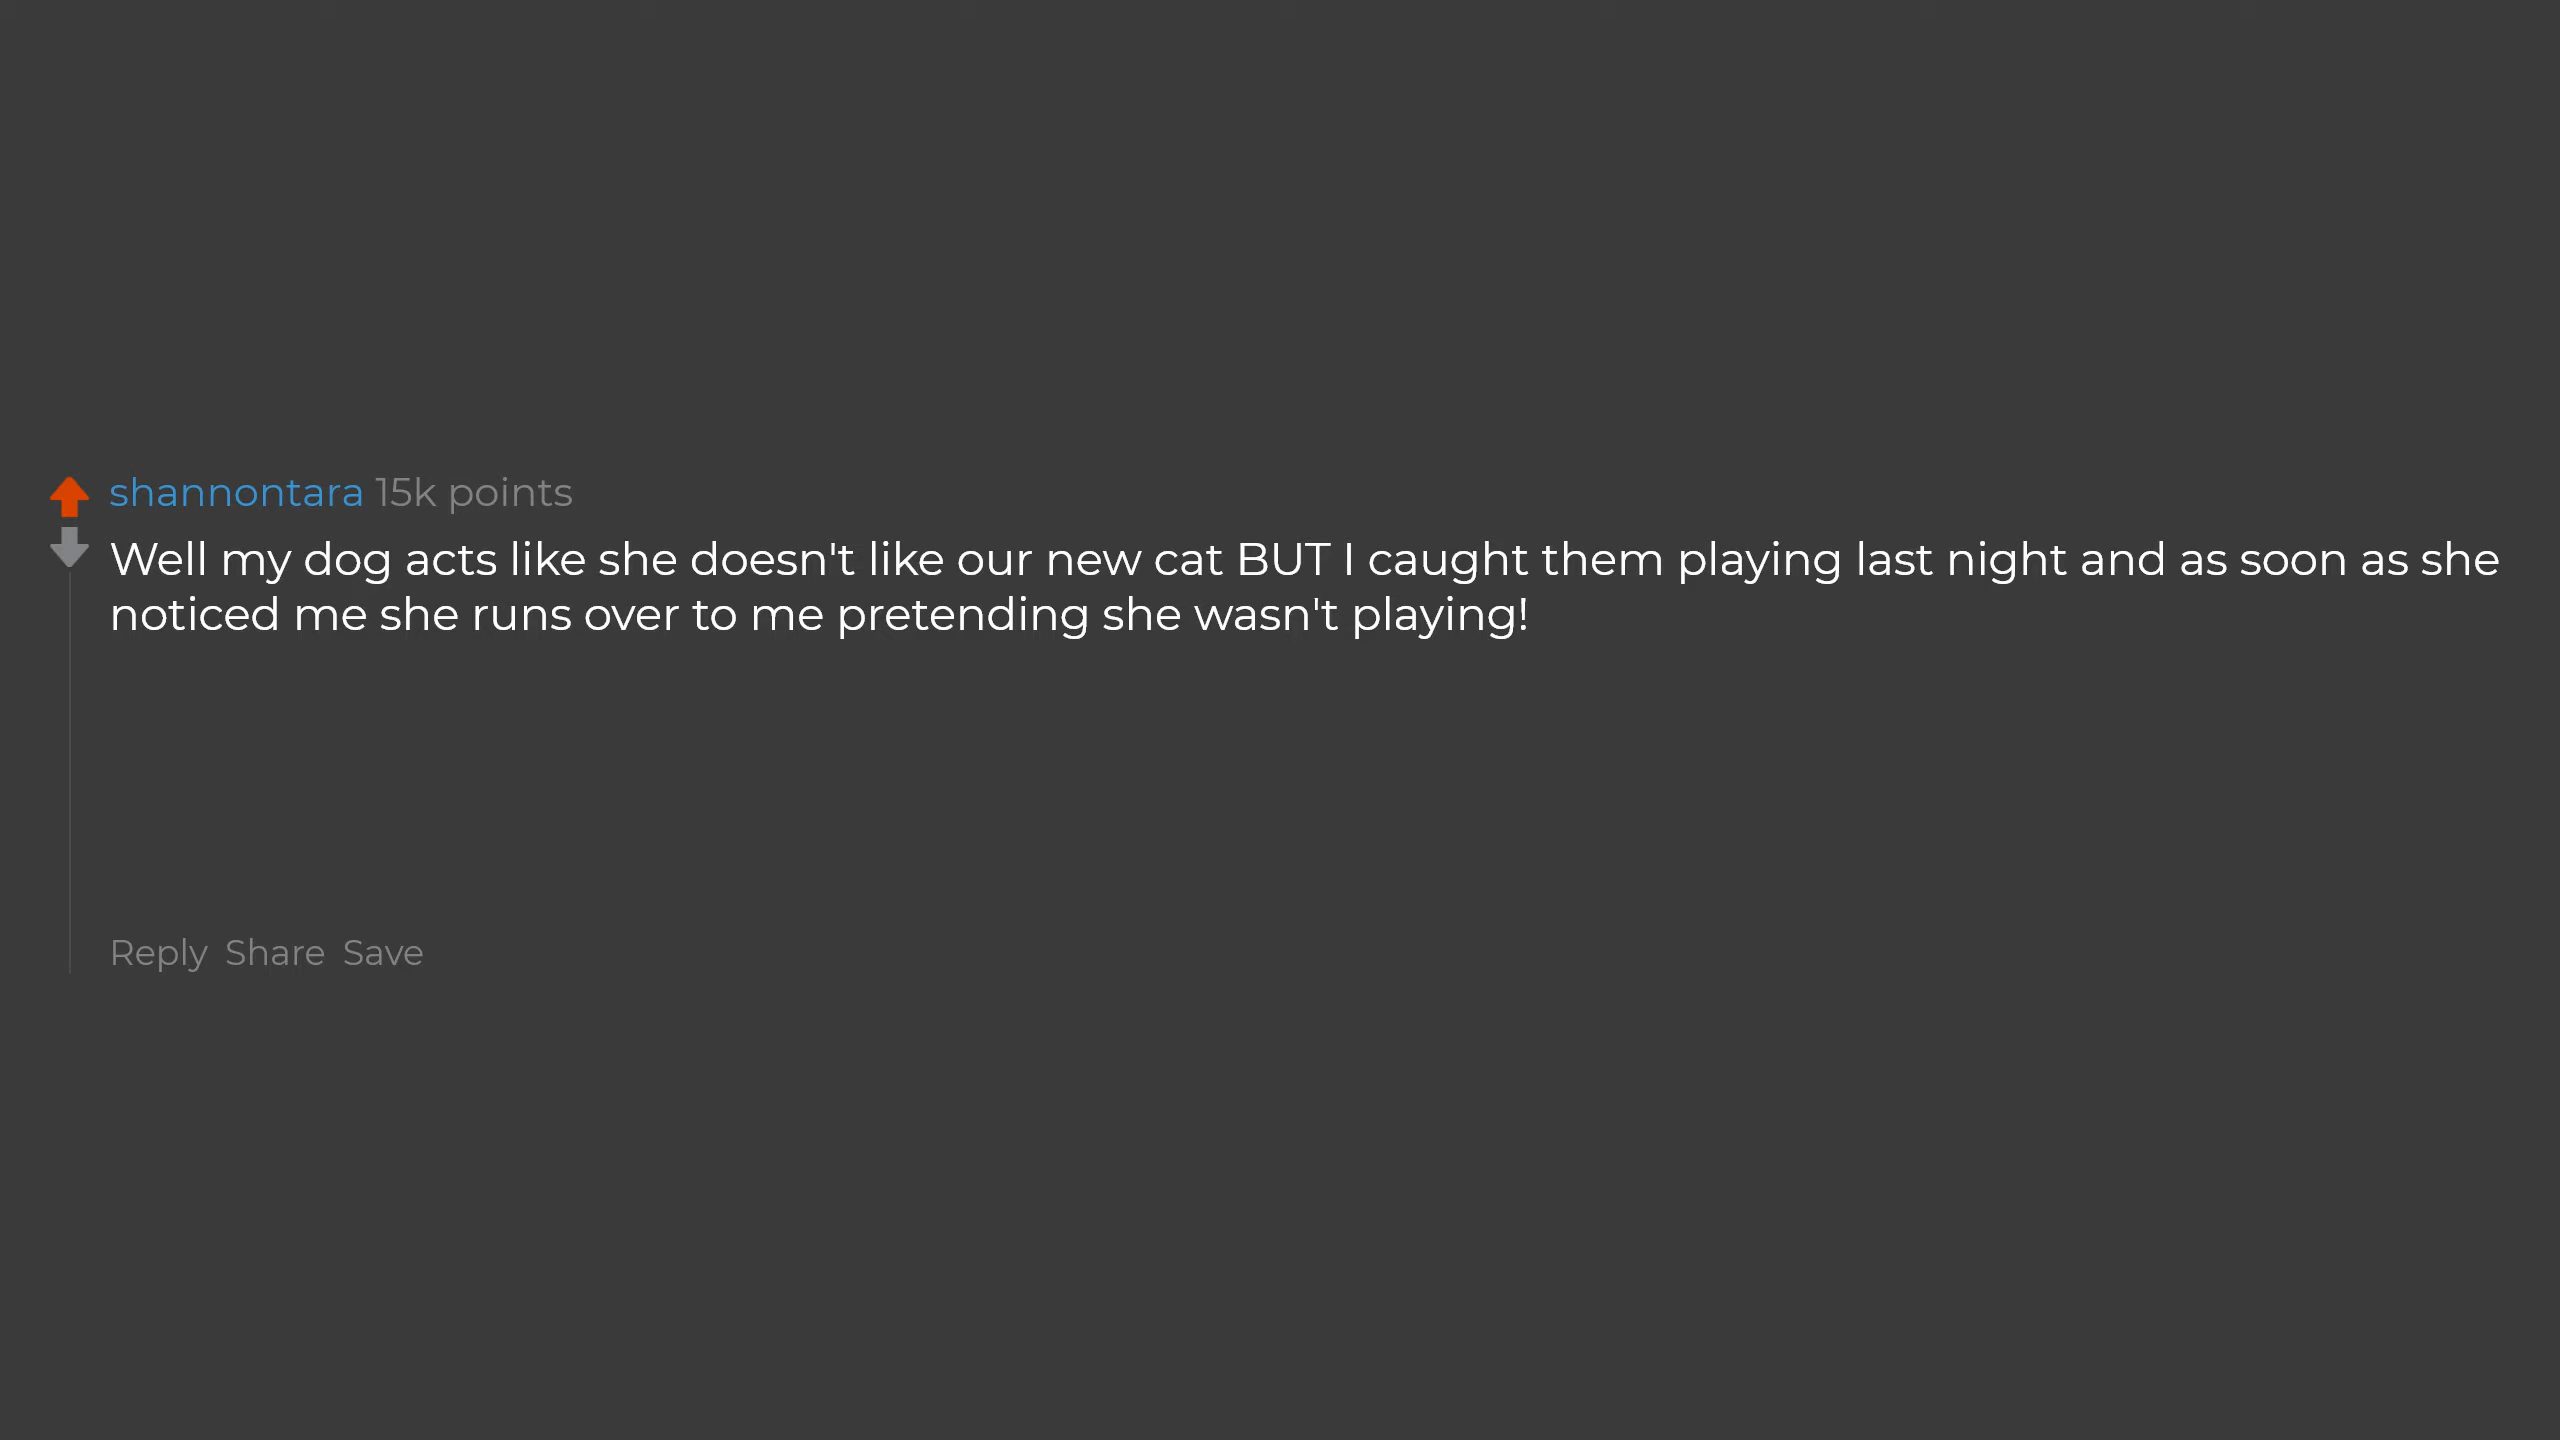 shannontara 15k points
Well my dog acts like she doesn't like our new cat BUT I caught them playing last night and as soon as she
noticed me she runs over to me pretending she wasn't playing!
Reply Share Save